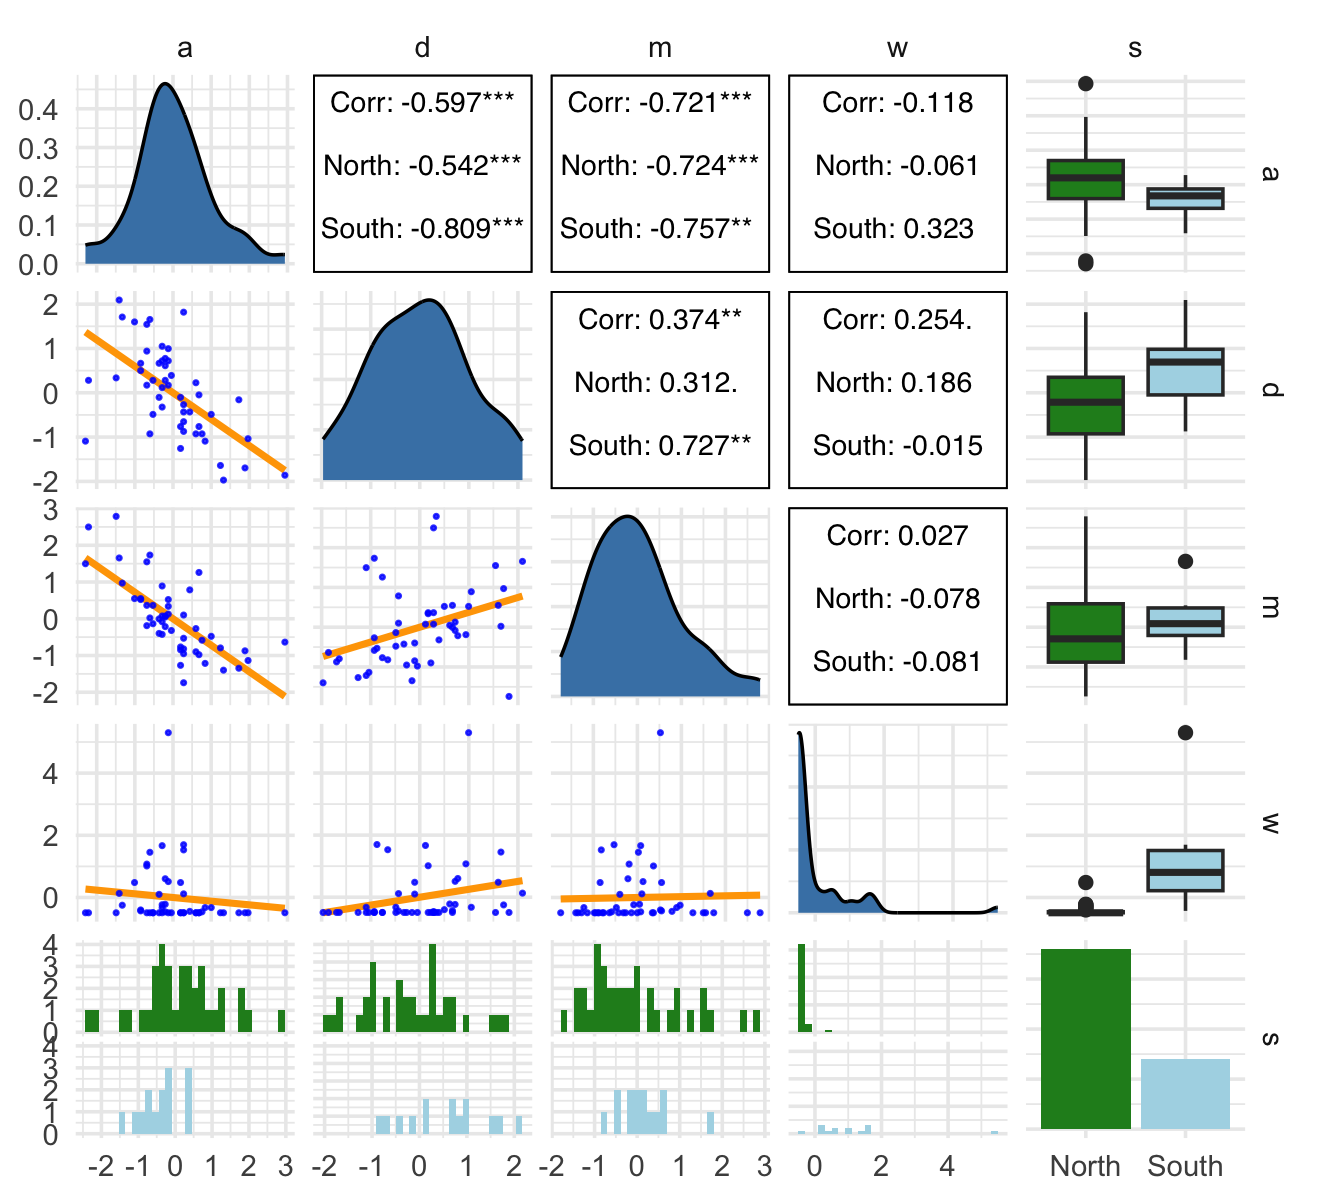 a d m w s
0.4
0.3
0.2
0.1
0.0
Corr: -0.597***
North: -0.542***
South: -0.809***
Corr: -0.721***
North: -0.724***
South: -0.757**
Corr: -0.118
North: -0.061
South: 0.323
a
2
1
0
-1
-2
Corr: 0.374**
North: 0.312.
South: 0.727**
Corr: 0.254.
North: 0.186
South: -0.015
d
3
2
1
0
-1
-2
Corr: 0.027
North: -0.078
South: -0.081
m
4
2
0
w
4
3
2
1
0
4
3
2
1
0
s
-2 -1 0 1 2 3 -2 -1 0 1 2 -2 -1 0 1 2 3 0 2 4 North South